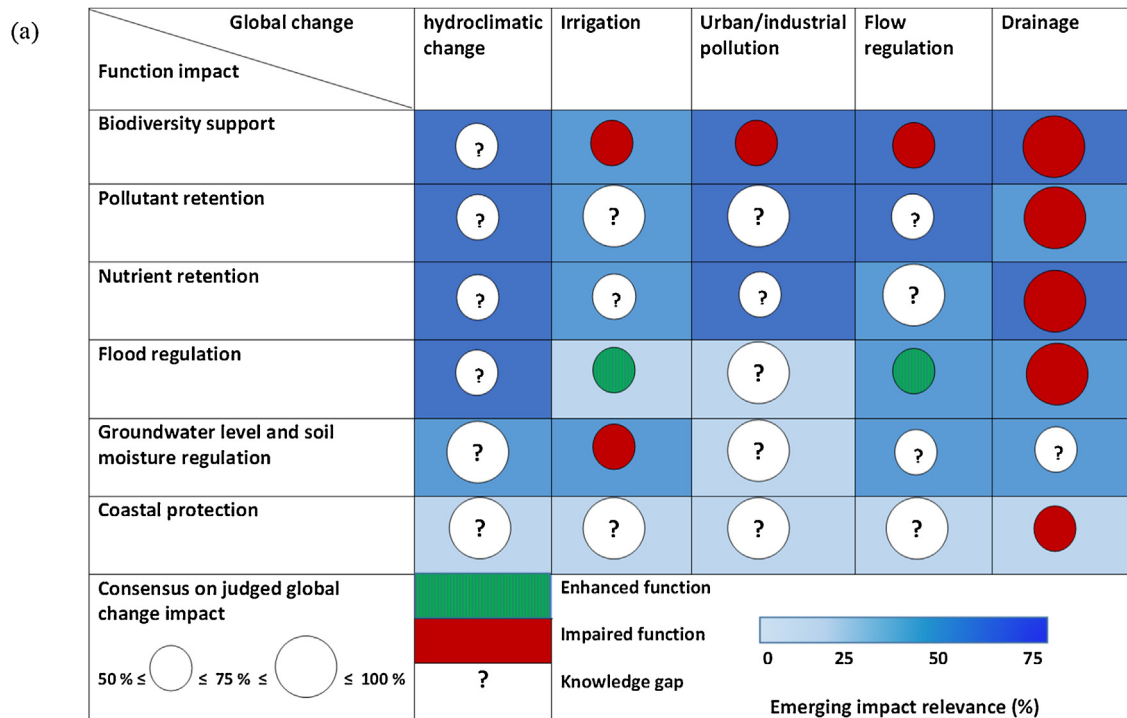 (a)
Global change
Function impact
hydroclimatic
change
Irrigation
Urban/industrial
pollution
Flow
regulation
Drainage
Biodiversity support
?
Pollutant retention
?
?
?
?
Nutrient retention
?
?
?
?
Flood regulation
?
?
Groundwater level and soil
moisture regulation
?
?
?
?
Coastal protection
?
?
?
?
Consensus on judged global
change impact
50 % ≤ ≤ 75 % ≤ ≤ 100 %
Enhanced function
Impaired function
? Knowledge gap
0 25 50 75
Emerging impact relevance (%)